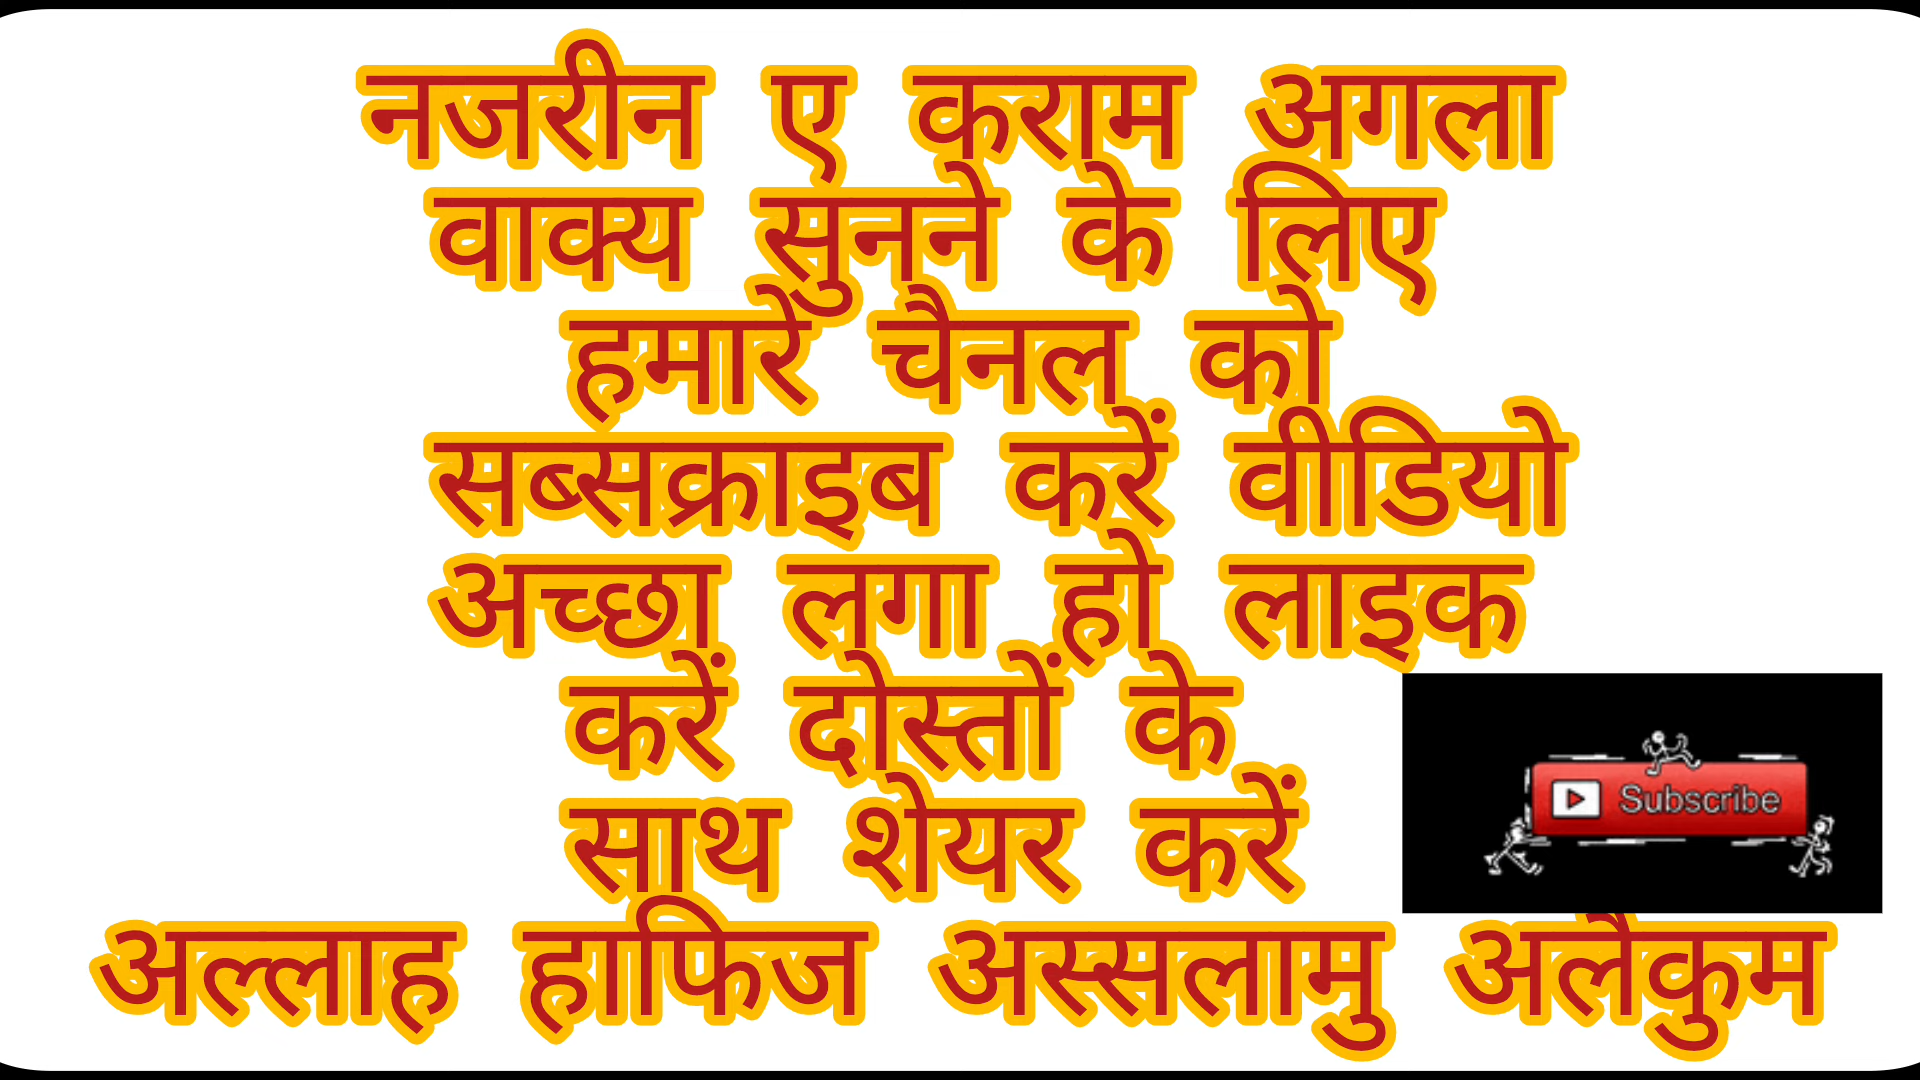 नजरीन ए कराम अगला
वाक्य सुनने के लिए
हमारे चैनल को
सब्सक्राइब करें वीडियो
अच्छा लगा हो लाइक
करें दोस्तों के
साथ शेयर करें
Subscribe
अल्लाह हाफिज अस्सलामु अलैकुम